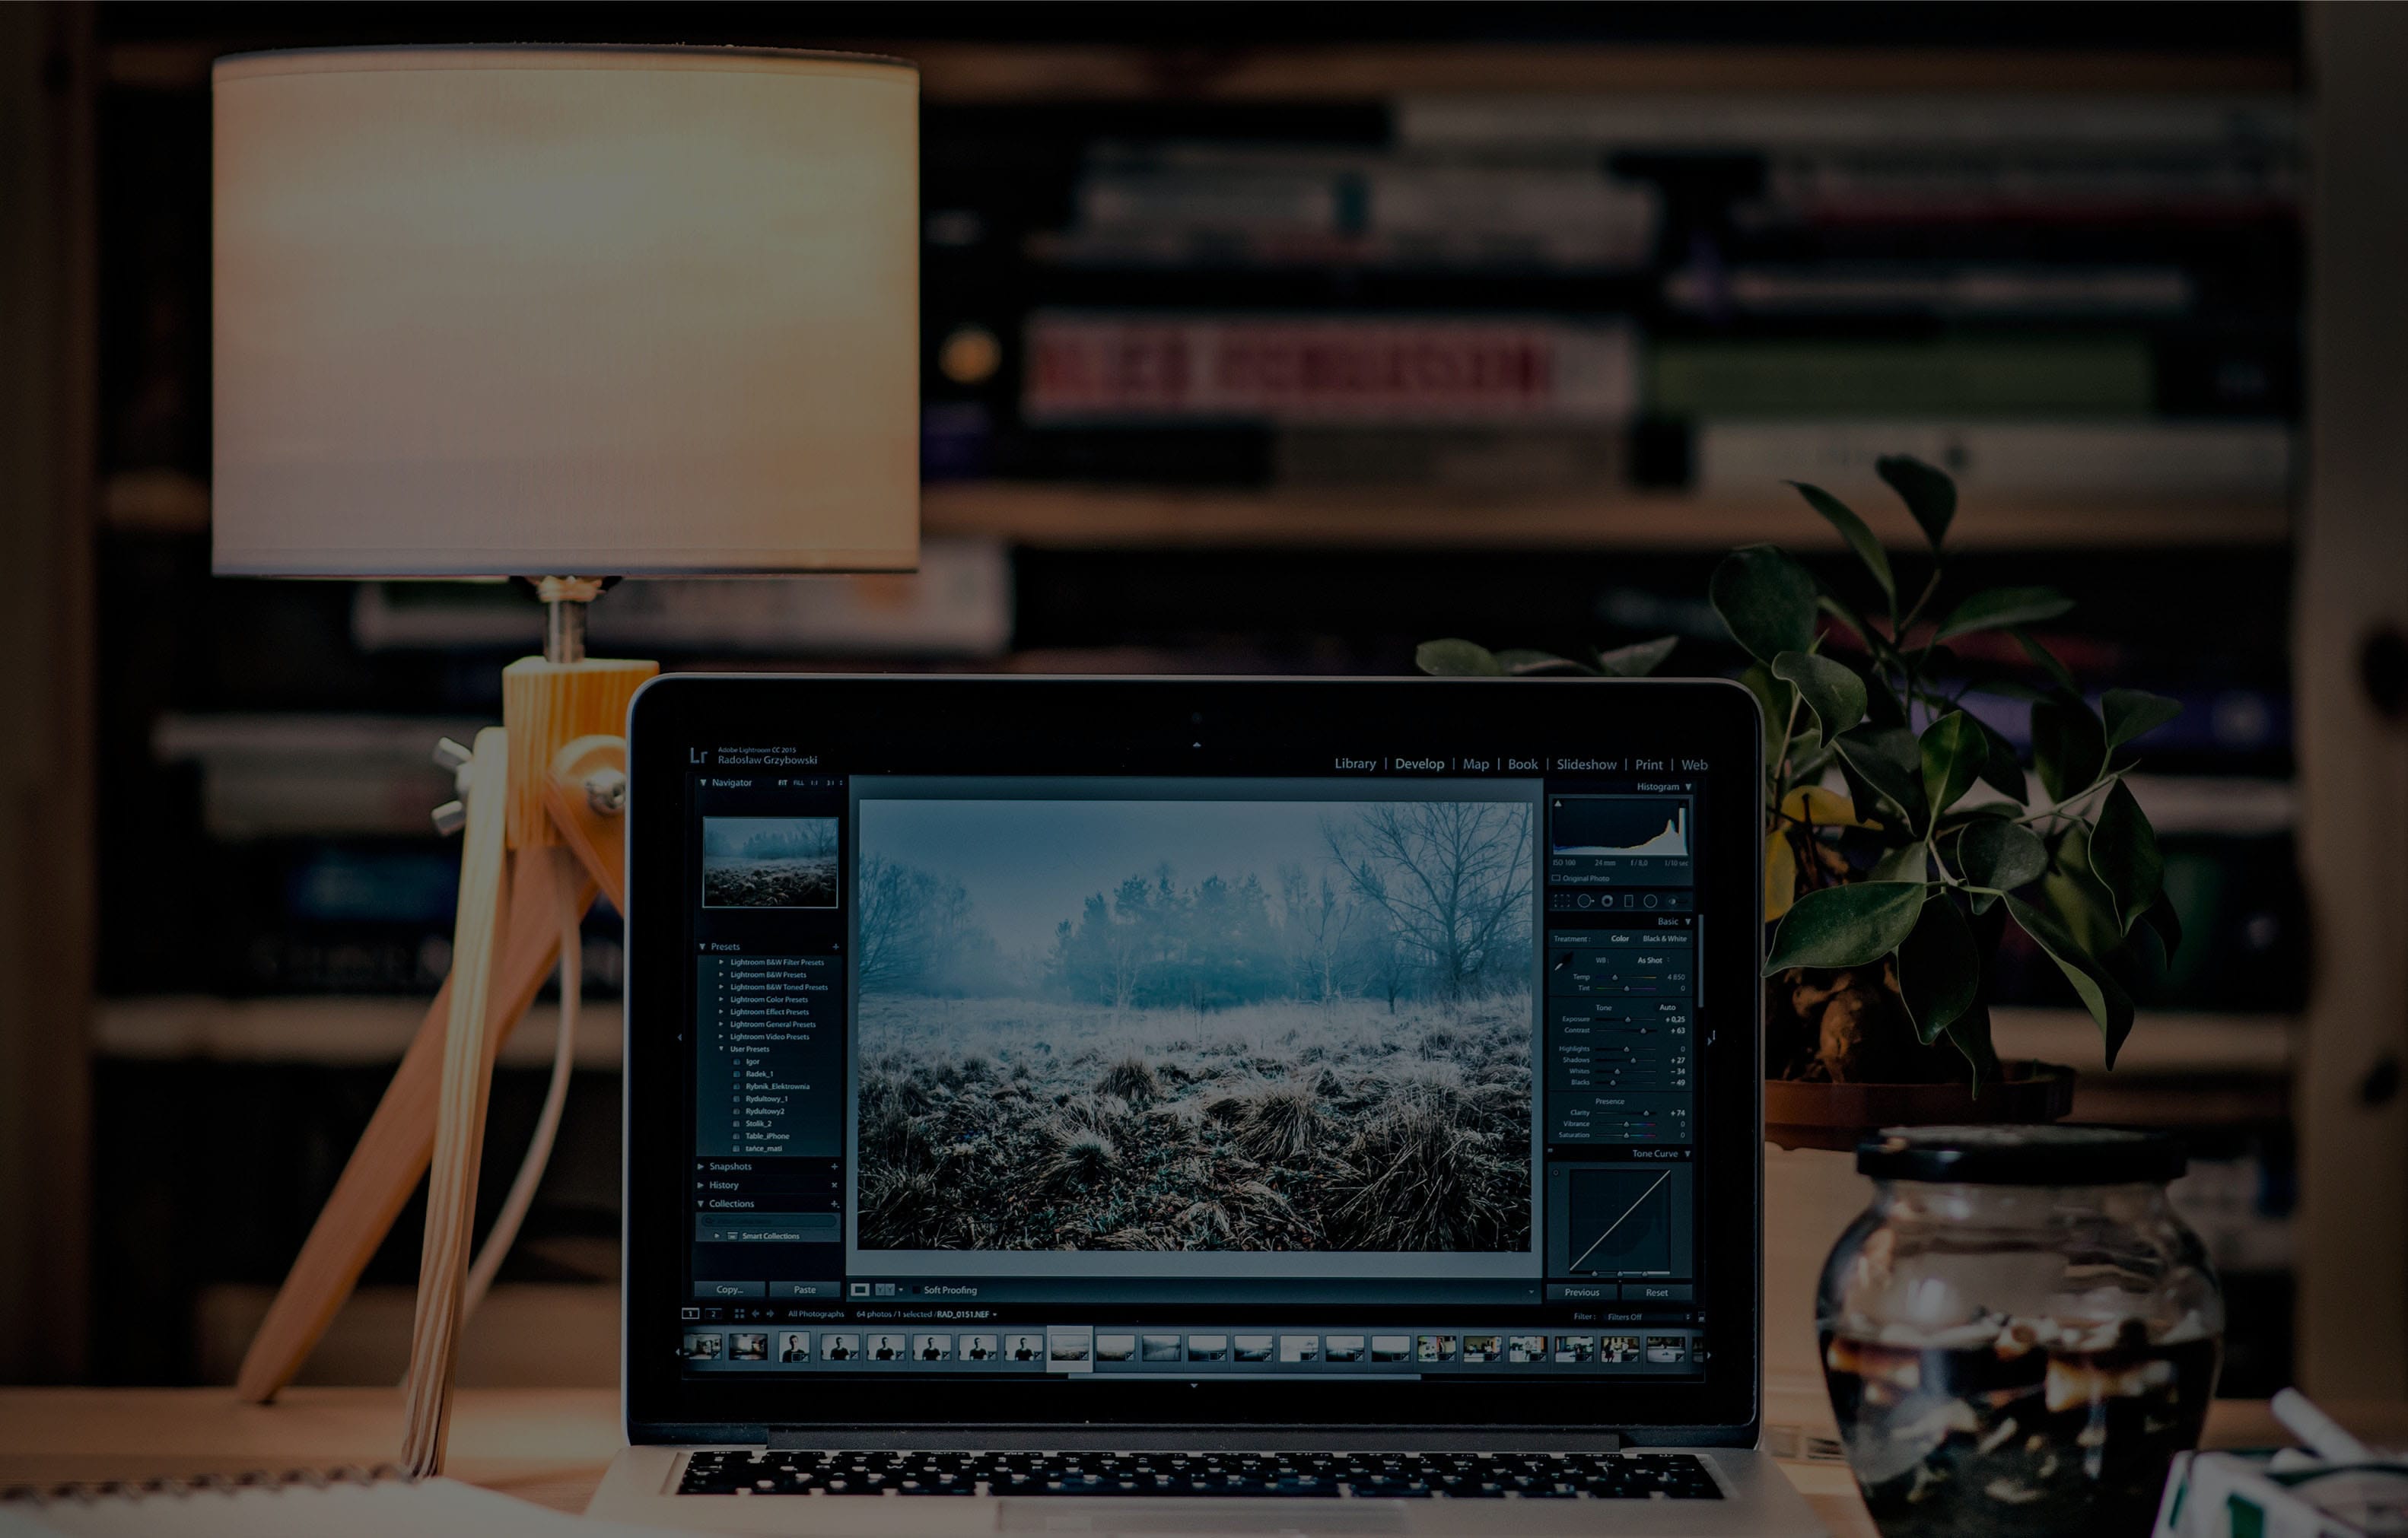 Lr
Adobe Lightroom CC 2015
Radosław Grzybowski
Library | Develop | Map | Book | Slideshow | Print | Web
Navigator
FIT FILL 1:1 3:1
Histogram
ISO 100 24 mm f / 8,0 1/10 sec
Original Photo
Basic
Treatment : Color Black & White
WB : As Shot
Temp 4 850
Tint 0
Tone Auto
Exposure + 0,25
Contrast + 63
Highlights 0
Shadows + 27
Whites − 34
Blacks − 49
Presence
Clarity + 74
Vibrance 0
Saturation 0
Tone Curve
Presets
Lightroom B&W Filter Presets
Lightroom B&W Presets
Lightroom B&W Toned Presets
Lightroom Color Presets
Lightroom Effect Presets
Lightroom General Presets
Lightroom Video Presets
User Presets
Igor
Radek_1
Rybnik_Elektrownia
Rydultowy_1
Rydultowy2
Stolik_2
Table_iPhone
tańce_mati
Snapshots
History
Collections
Smart Collections
Copy... Paste
Soft Proofing
Previous Reset
1 2 All Photographs 64 photos / 1 selected / RAD_0151.NEF
Filter : Filters Off